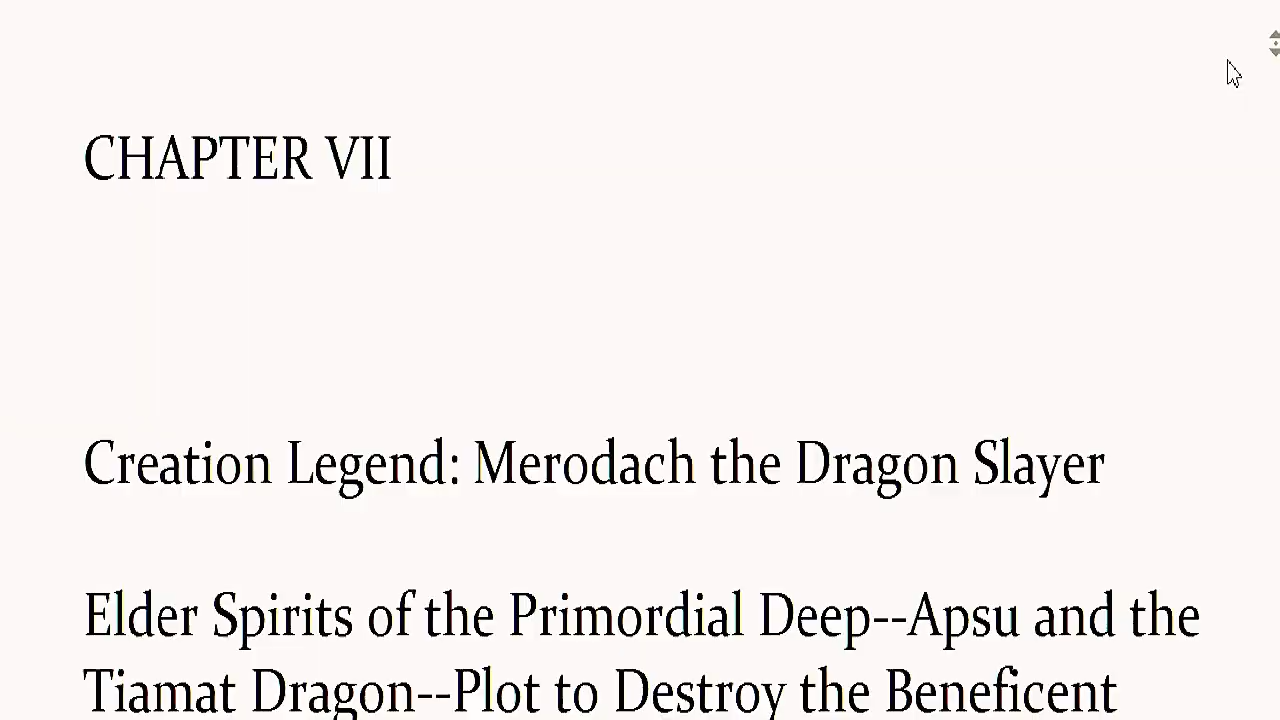 CHAPTER VII
Creation Legend: Merodach the Dragon Slayer
Elder Spirits of the Primordial Deep--Apsu and the
Tiamat Dragon--Plot to Destroy the Beneficent